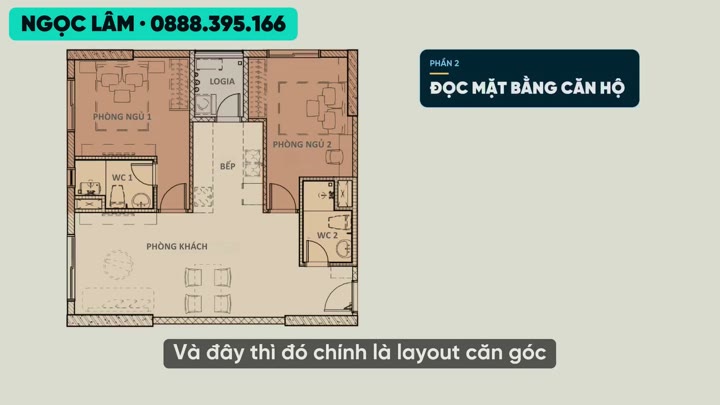 NGỌC LÂM · 0888.395.166
PHẦN 2
ĐỌC MẶT BẰNG CĂN HỘ
LOGIA
PHÒNG NGỦ 1
PHÒNG NGỦ 2
BẾP
WC 1
WC 2
PHÒNG KHÁCH
Và đây thì đó chính là layout căn góc